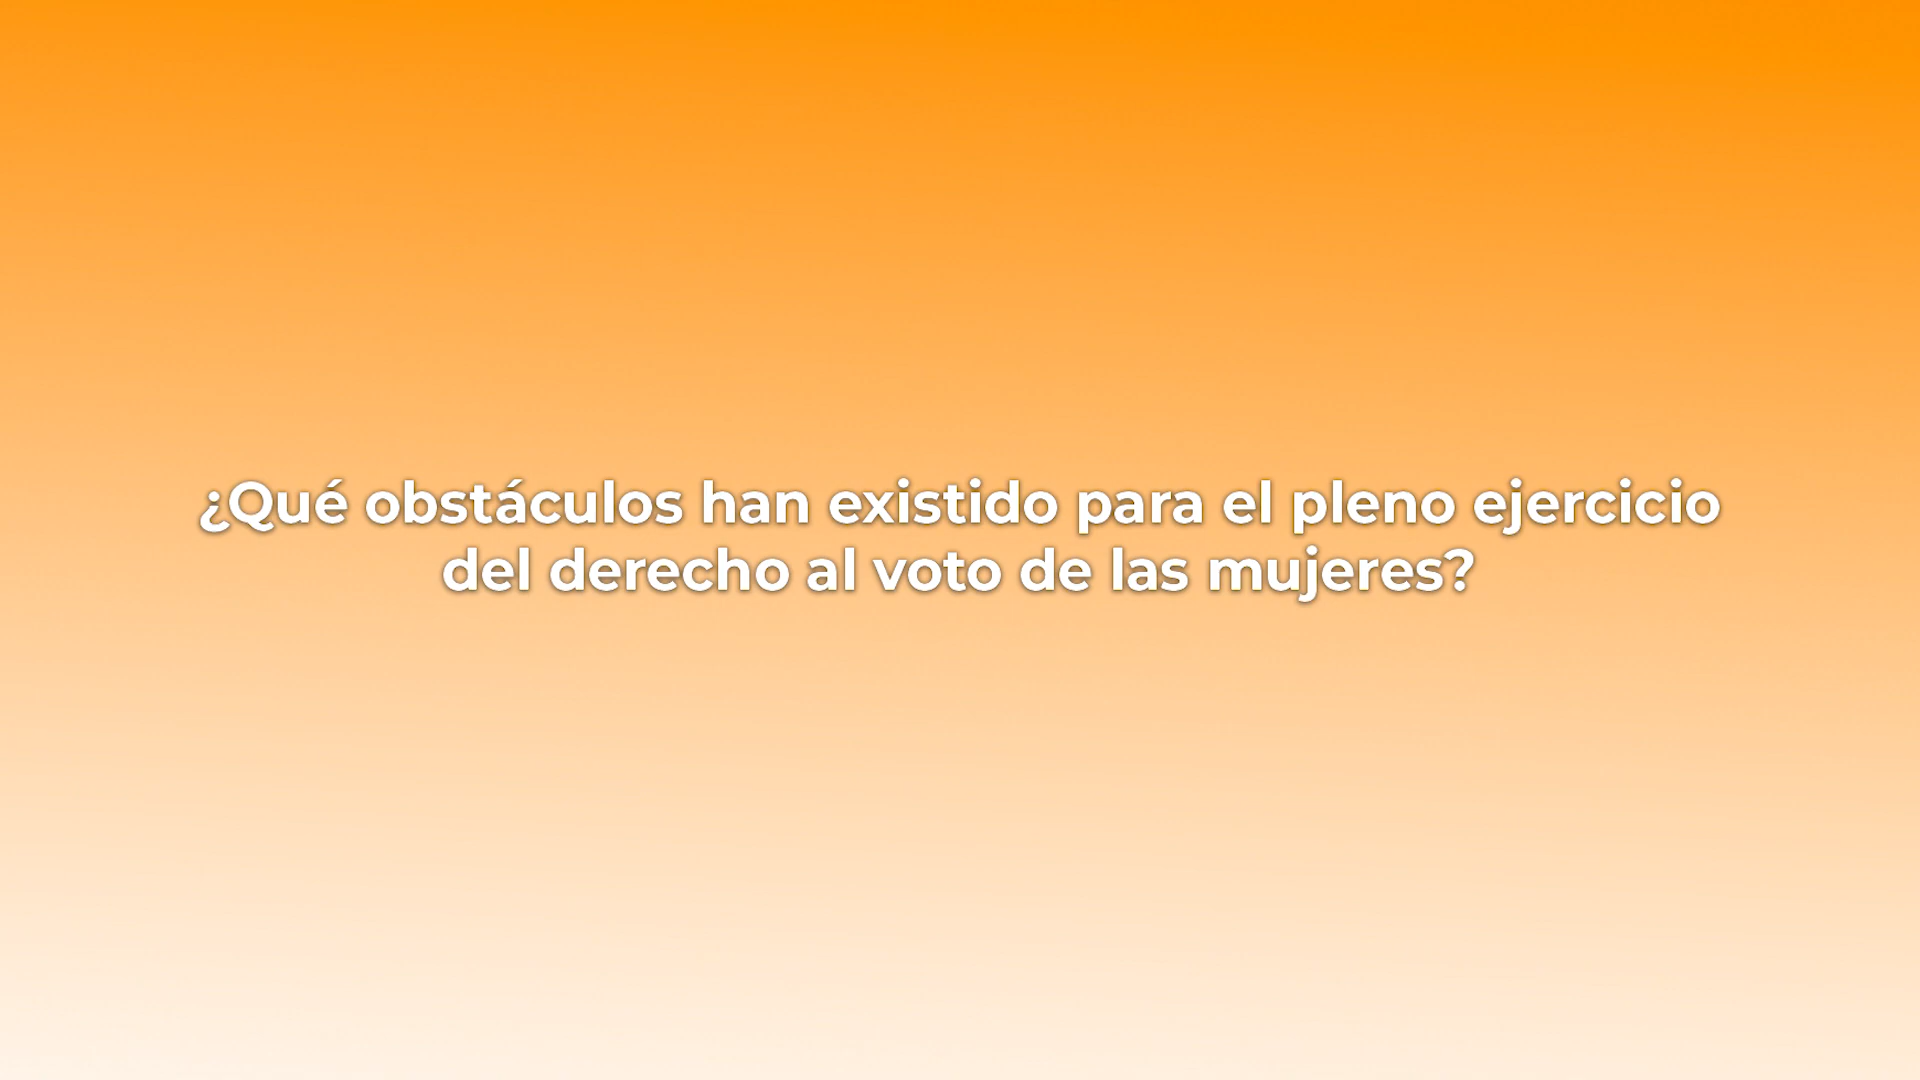 ¿Qué obstáculos han existido para el pleno ejercicio
del derecho al voto de las mujeres?